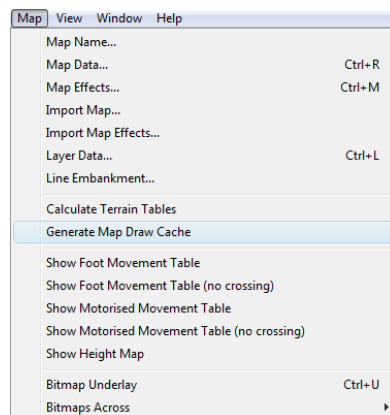 Map View Window Help
Map Name...
Map Data... Ctrl+R
Map Effects... Ctrl+M
Import Map...
Import Map Effects...
Layer Data... Ctrl+L
Line Embankment...
Calculate Terrain Tables
Generate Map Draw Cache
Show Foot Movement Table
Show Foot Movement Table (no crossing)
Show Motorised Movement Table
Show Motorised Movement Table (no crossing)
Show Height Map
Bitmap Underlay Ctrl+U
Bitmaps Across